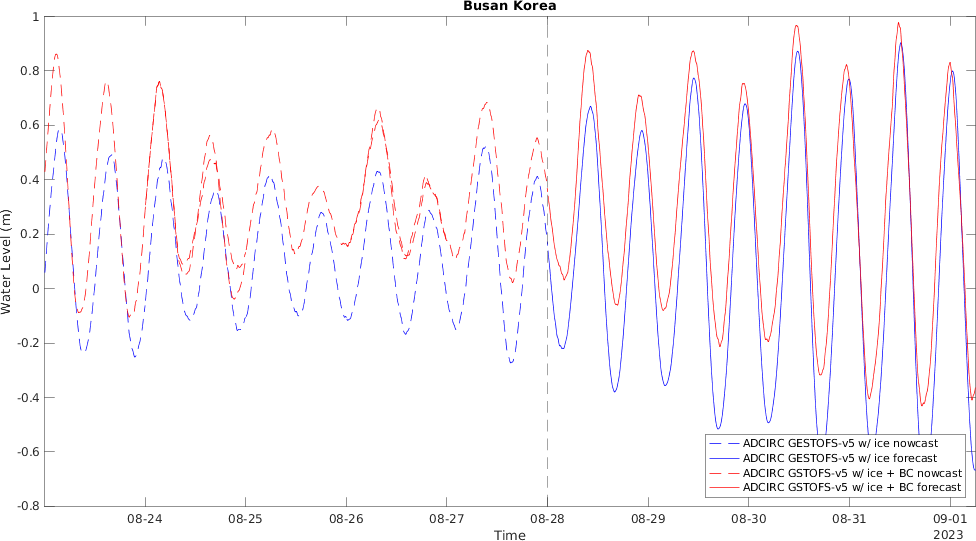 Busan Korea
1
0.8
0.6
0.4
0.2
0
-0.2
-0.4
-0.6
-0.8
Water Level (m)
08-24 08-25 08-26 08-27 08-28 08-29 08-30 08-31 09-01
2023
Time
ADCIRC GESTOFS-v5 w/ ice nowcast
ADCIRC GESTOFS-v5 w/ ice forecast
ADCIRC GSTOFS-v5 w/ ice + BC nowcast
ADCIRC GSTOFS-v5 w/ ice + BC forecast